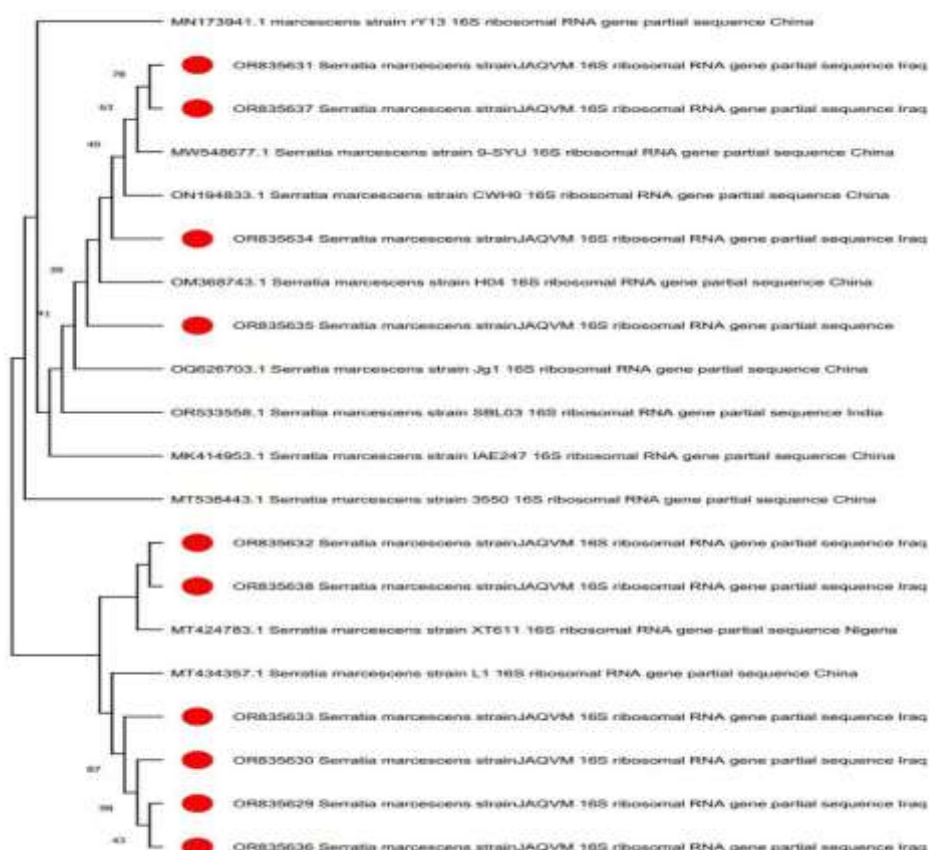 MN173941.1 marcescens strain rY13 16S ribosomal RNA gene partial sequence China
OR835631 Serratia marcescens strainJAQVM 16S ribosomal RNA gene partial sequence Iraq
76
OR835637 Serratia marcescens strainJAQVM 16S ribosomal RNA gene partial sequence Iraq
MW548677.1 Serratia marcescens strain 9-SYU 16S ribosomal RNA gene partial sequence China
ON194833.1 Serratia marcescens strain CWH0 16S ribosomal RNA gene partial sequence China
OR835634 Serratia marcescens strainJAQVM 16S ribosomal RNA gene partial sequence Iraq
OM368743.1 Serratia marcescens strain H04 16S ribosomal RNA gene partial sequence China
41
OR835635 Serratia marcescens strainJAQVM 16S ribosomal RNA gene partial sequence
OQ626703.1 Serratia marcescens strain Jg1 16S ribosomal RNA gene partial sequence China
OR533558.1 Serratia marcescens strain SBL03 16S ribosomal RNA gene partial sequence India
MK414953.1 Serratia marcescens strain IAE247 16S ribosomal RNA gene partial sequence China
MT538443.1 Serratia marcescens strain 3550 16S ribosomal RNA gene partial sequence China
OR835632 Serratia marcescens strainJAQVM 16S ribosomal RNA gene partial sequence Iraq
OR835638 Serratia marcescens strainJAQVM 16S ribosomal RNA gene partial sequence Iraq
MT424783.1 Serratia marcescens strain XT611 16S ribosomal RNA gene partial sequence Nigeria
MT434357.1 Serratia marcescens strain L1 16S ribosomal RNA gene partial sequence China
OR835633 Serratia marcescens strainJAQVM 16S ribosomal RNA gene partial sequence Iraq
OR835630 Serratia marcescens strainJAQVM 16S ribosomal RNA gene partial sequence Iraq
OR835629 Serratia marcescens strainJAQVM 16S ribosomal RNA gene partial sequence Iraq
43
OR835636 Serratia marcescens strainJAQVM 16S ribosomal RNA gene partial sequence Iraq